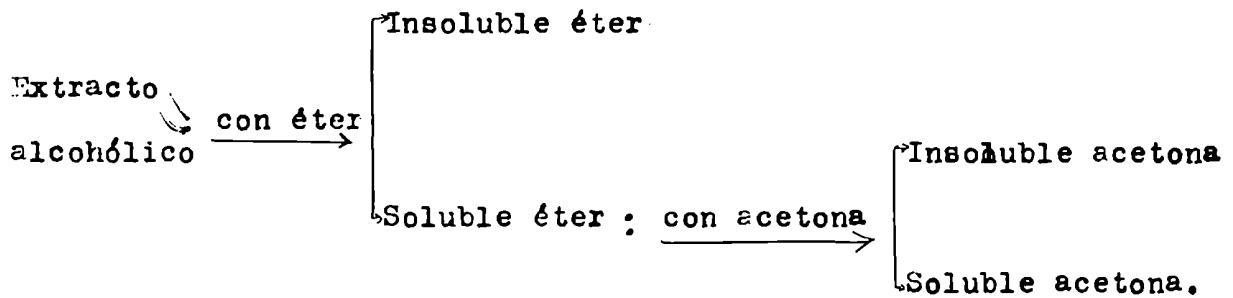 Insoluble éter
Extracto
alcohólico
con éter
Soluble éter : con acetona
Insoluble acetona
Soluble acetona.